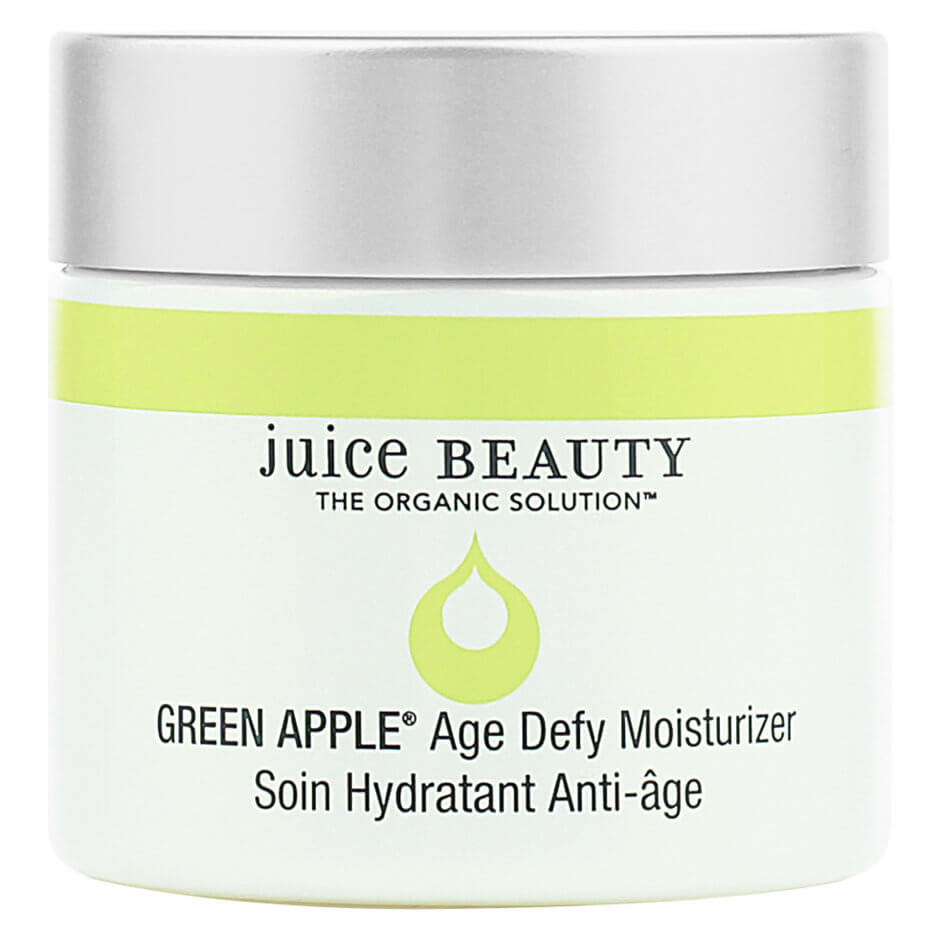 juice BEAUTY
THE ORGANIC SOLUTION™
GREEN APPLE® Age Defy Moisturizer
Soin Hydratant Anti-âge